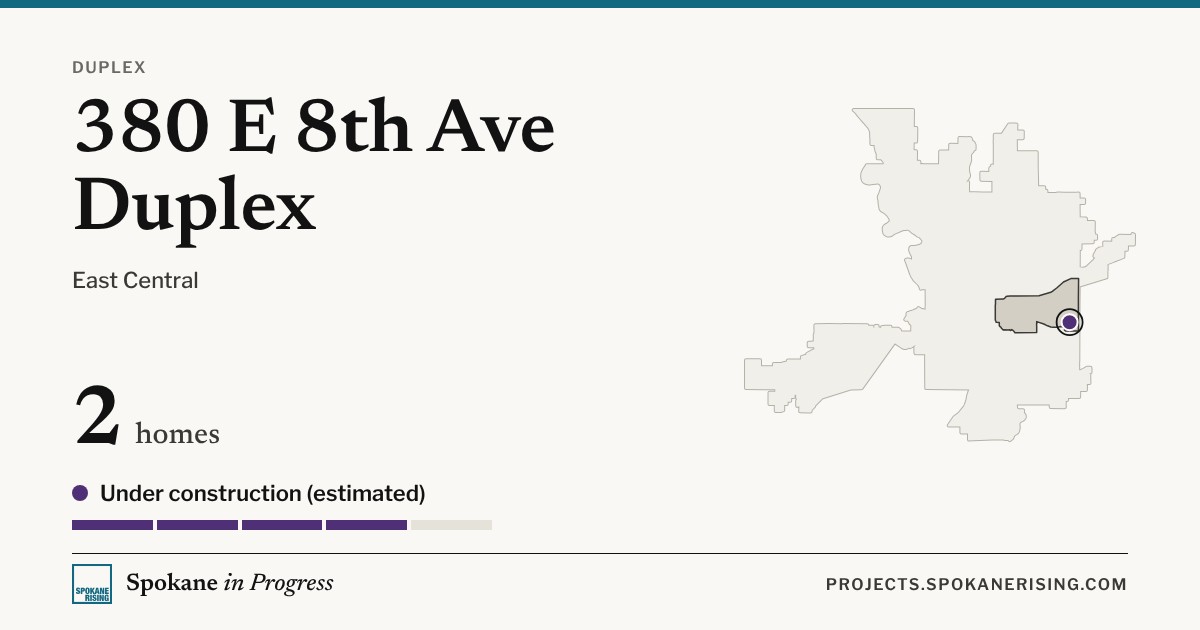 DUPLEX
380 E 8th Ave
Duplex
East Central
2 homes
Under construction (estimated)
SPOKANE
RISING
Spokane in Progress
PROJECTS.SPOKANERISING.COM